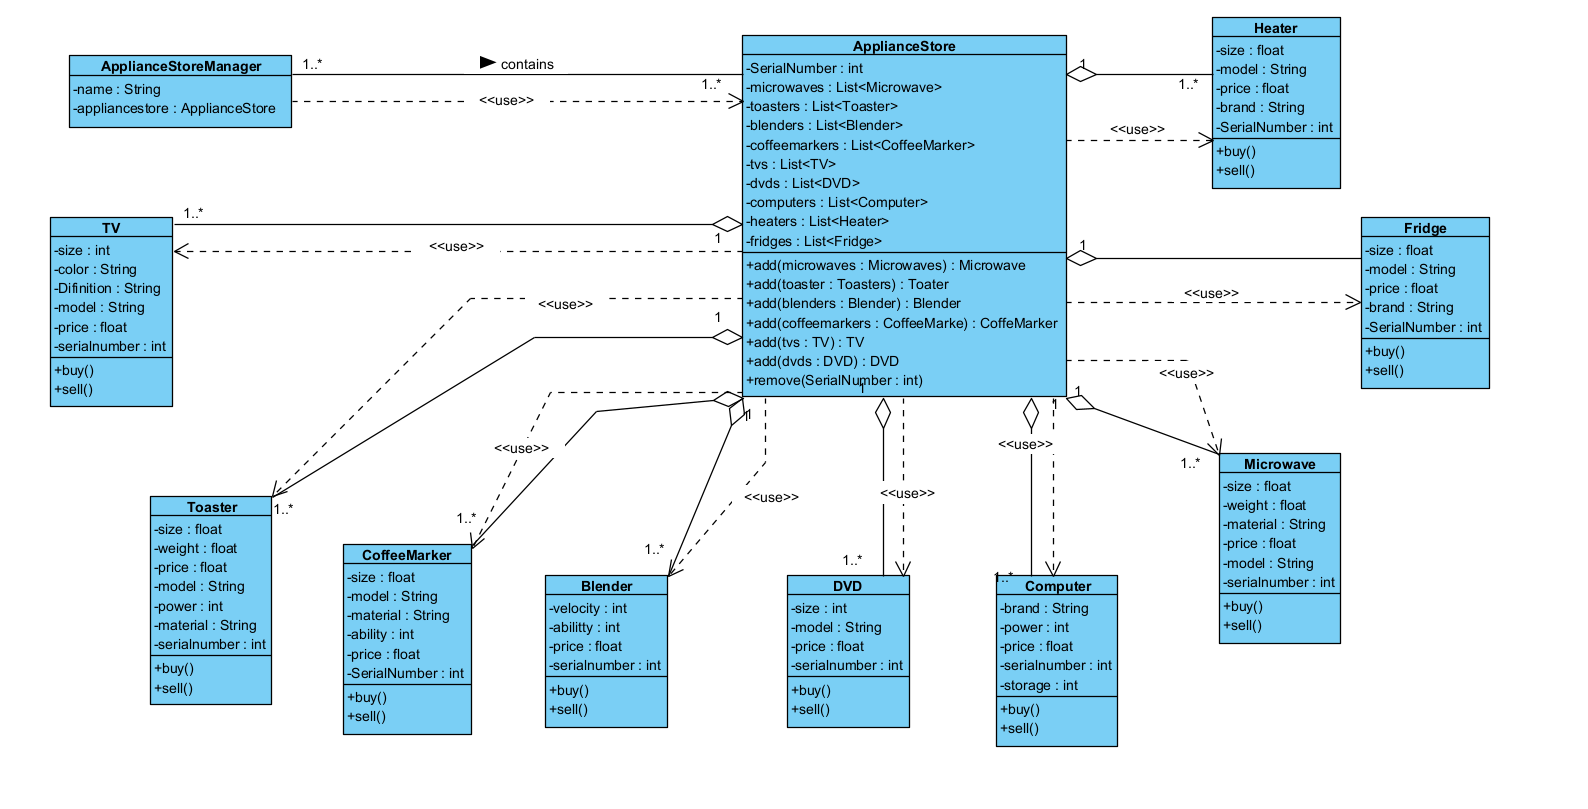 ApplianceStoreManager
-name : String
-appliancestore : ApplianceStore
1..*
contains
1..*
<<use>>
ApplianceStore
-SerialNumber : int
-microwaves : List<Microwave>
-toasters : List<Toaster>
-blenders : List<Blender>
-coffeemarkers : List<CoffeeMarker>
-tvs : List<TV>
-dvds : List<DVD>
-computers : List<Computer>
-heaters : List<Heater>
-fridges : List<Fridge>
+add(microwaves : Microwaves) : Microwave
+add(toaster : Toasters) : Toater
+add(blenders : Blender) : Blender
+add(coffeemarkers : CoffeeMarke) : CoffeMarker
+add(tvs : TV) : TV
+add(dvds : DVD) : DVD
+remove(SerialNumber : int)
1
1..*
<<use>>
Heater
-size : float
-model : String
-price : float
-brand : String
-SerialNumber : int
+buy()
+sell()
1
<<use>>
Fridge
-size : float
-model : String
-price : float
-brand : String
-SerialNumber : int
+buy()
+sell()
1..*
1
<<use>>
TV
-size : int
-color : String
-Difinition : String
-model : String
-price : float
-serialnumber : int
+buy()
+sell()
<<use>>
1
1..*
Toaster
-size : float
-weight : float
-price : float
-model : String
-power : int
-material : String
-serialnumber : int
+buy()
+sell()
<<use>>
1
1..*
CoffeeMarker
-size : float
-model : String
-material : String
-ability : int
-price : float
-SerialNumber : int
+buy()
+sell()
1
<<use>>
1..*
Blender
-velocity : int
-abilitty : int
-price : float
-serialnumber : int
+buy()
+sell()
1
<<use>>
1..*
DVD
-size : int
-model : String
-price : float
-serialnumber : int
+buy()
+sell()
1
<<use>>
1..*
Computer
-brand : String
-power : int
-price : float
-serialnumber : int
-storage : int
+buy()
+sell()
1
<<use>>
1..*
Microwave
-size : float
-weight : float
-material : String
-price : float
-model : String
-serialnumber : int
+buy()
+sell()